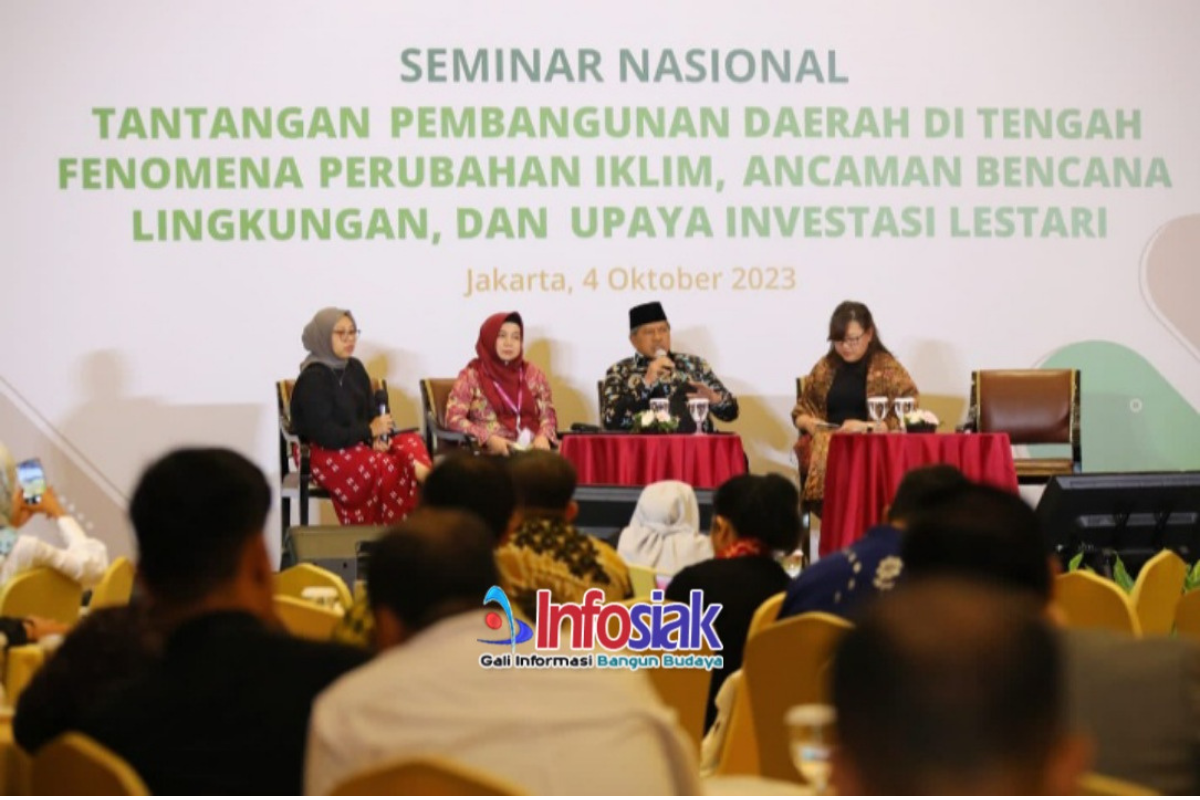 SEMINAR NASIONAL
TANTANGAN PEMBANGUNAN DAERAH DI TENGAH
FENOMENA PERUBAHAN IKLIM, ANCAMAN BENCANA
LINGKUNGAN, DAN UPAYA INVESTASI LESTARI
Jakarta, 4 Oktober 2023
Infosiak
Gali Informasi Bangun Budaya